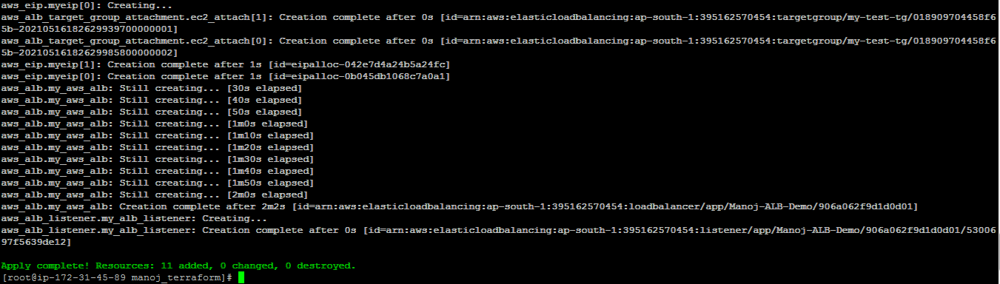 aws_eip.myeip[0]: Creating...
aws_alb_target_group_attachment.ec2_attach[1]: Creation complete after 0s [id=arn:aws:elasticloadbalancing:ap-south-1:395162570454:targetgroup/my-test-tg/018909704458f6
5b-20210516182629939700000001]
aws_alb_target_group_attachment.ec2_attach[0]: Creation complete after 0s [id=arn:aws:elasticloadbalancing:ap-south-1:395162570454:targetgroup/my-test-tg/018909704458f6
5b-20210516182629985800000002]
aws_eip.myeip[1]: Creation complete after 1s [id=eipalloc-042e7d4a24b5a24fc]
aws_eip.myeip[0]: Creation complete after 1s [id=eipalloc-0b045db1068c7a0a1]
aws_alb.my_aws_alb: Still creating... [30s elapsed]
aws_alb.my_aws_alb: Still creating... [40s elapsed]
aws_alb.my_aws_alb: Still creating... [50s elapsed]
aws_alb.my_aws_alb: Still creating... [1m0s elapsed]
aws_alb.my_aws_alb: Still creating... [1m10s elapsed]
aws_alb.my_aws_alb: Still creating... [1m20s elapsed]
aws_alb.my_aws_alb: Still creating... [1m30s elapsed]
aws_alb.my_aws_alb: Still creating... [1m40s elapsed]
aws_alb.my_aws_alb: Still creating... [1m50s elapsed]
aws_alb.my_aws_alb: Still creating... [2m0s elapsed]
aws_alb.my_aws_alb: Creation complete after 2m2s [id=arn:aws:elasticloadbalancing:ap-south-1:395162570454:loadbalancer/app/Manoj-ALB-Demo/906a062f9d1d0d01]
aws_alb_listener.my_alb_listener: Creating...
aws_alb_listener.my_alb_listener: Creation complete after 0s [id=arn:aws:elasticloadbalancing:ap-south-1:395162570454:listener/app/Manoj-ALB-Demo/906a062f9d1d0d01/53006
97f5639de12]
Apply complete! Resources: 11 added, 0 changed, 0 destroyed.
[root@ip-172-31-45-89 manoj_terraform]#